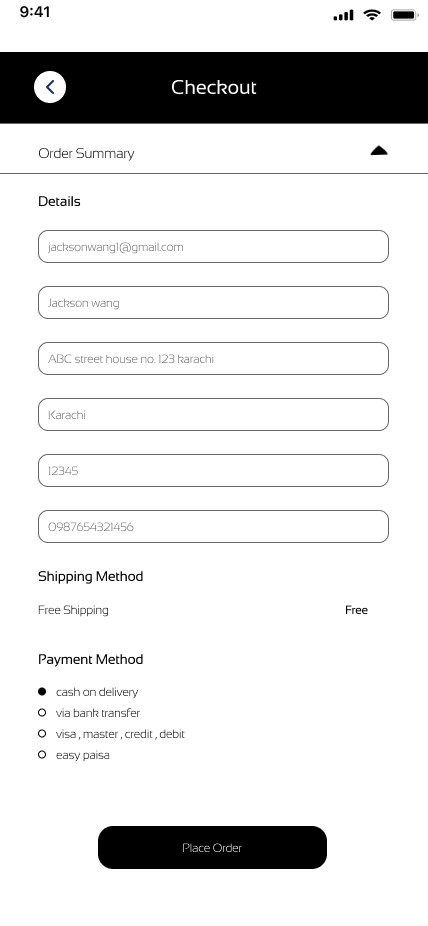 9:41
Checkout
Order Summary
Details
jacksonwang1@gmail.com
Jackson wang
ABC street house no. 123 karachi
Karachi
12345
0987654321456
Shipping Method
Free Shipping Free
Payment Method
cash on delivery
via bank transfer
visa , master , credit , debit
easy paisa
Place Order